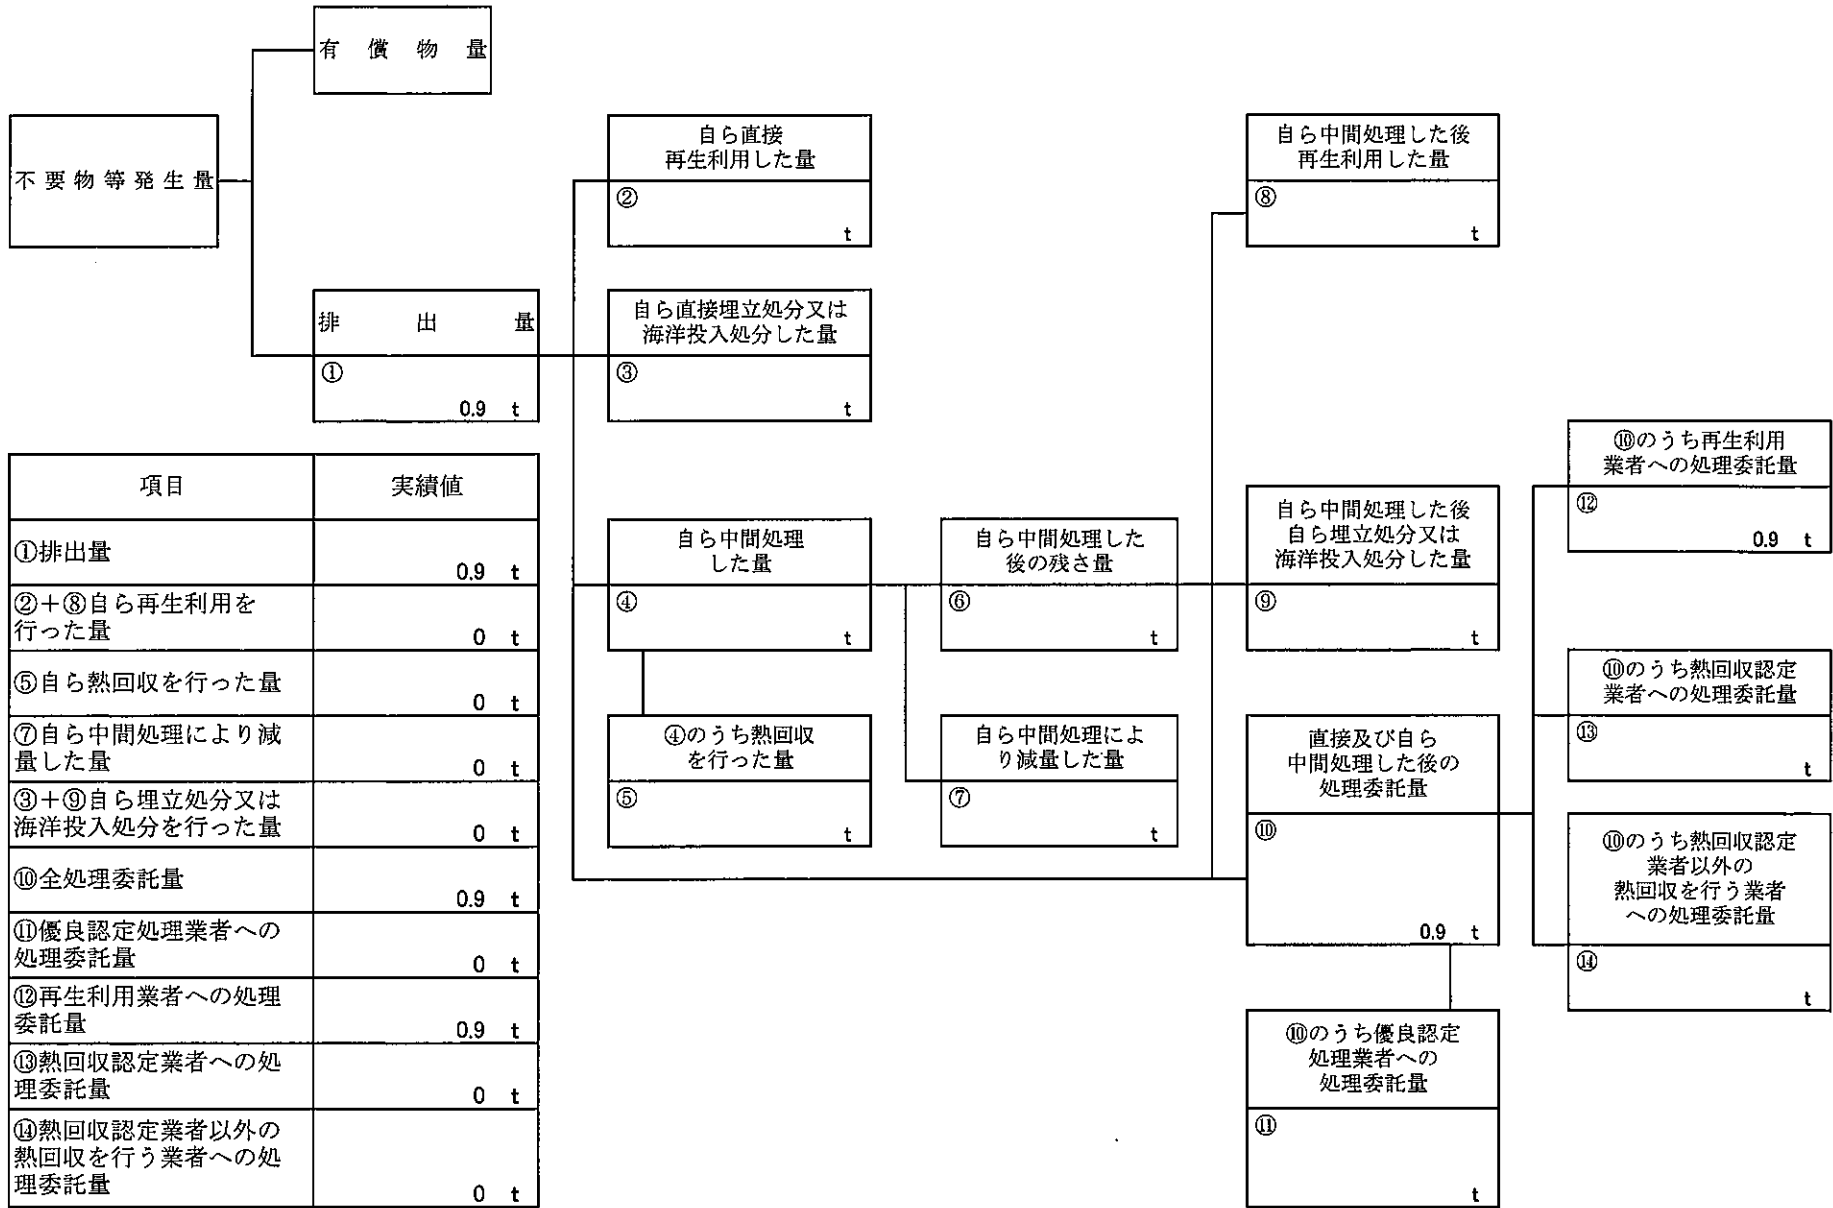 有償物量
不要物等発生量
排出量
①
0.9 t
自ら直接
再生利用した量
②
t
自ら直接埋立処分又は
海洋投入処分した量
③
t
自ら中間処理
した量
④
t
④のうち熱回収
を行った量
⑤
t
自ら中間処理した
後の残さ量
⑥
t
自ら中間処理によ
り減量した量
⑦
t
自ら中間処理した後
再生利用した量
⑧
t
自ら中間処理した後
自ら埋立処分又は
海洋投入処分した量
⑨
t
直接及び自ら
中間処理した後の
処理委託量
⑩
0.9 t
⑩のうち優良認定
処理業者への
処理委託量
⑪
t
⑩のうち再生利用
業者への処理委託量
⑫
0.9 t
⑩のうち熱回収認定
業者への処理委託量
⑬
t
⑩のうち熱回収認定
業者以外の
熱回収を行う業者
への処理委託量
⑭
t
項目 実績値
①排出量
0.9 t
②+⑧自ら再生利用を
行った量
0 t
⑤自ら熱回収を行った量
0 t
⑦自ら中間処理により減
量した量
0 t
③+⑨自ら埋立処分又は
海洋投入処分を行った量
0 t
⑩全処理委託量
0.9 t
⑪優良認定処理業者への
処理委託量
0 t
⑫再生利用業者への処理
委託量
0.9 t
⑬熱回収認定業者への処
理委託量
0 t
⑭熱回収認定業者以外の
熱回収を行う業者への処
理委託量
0 t